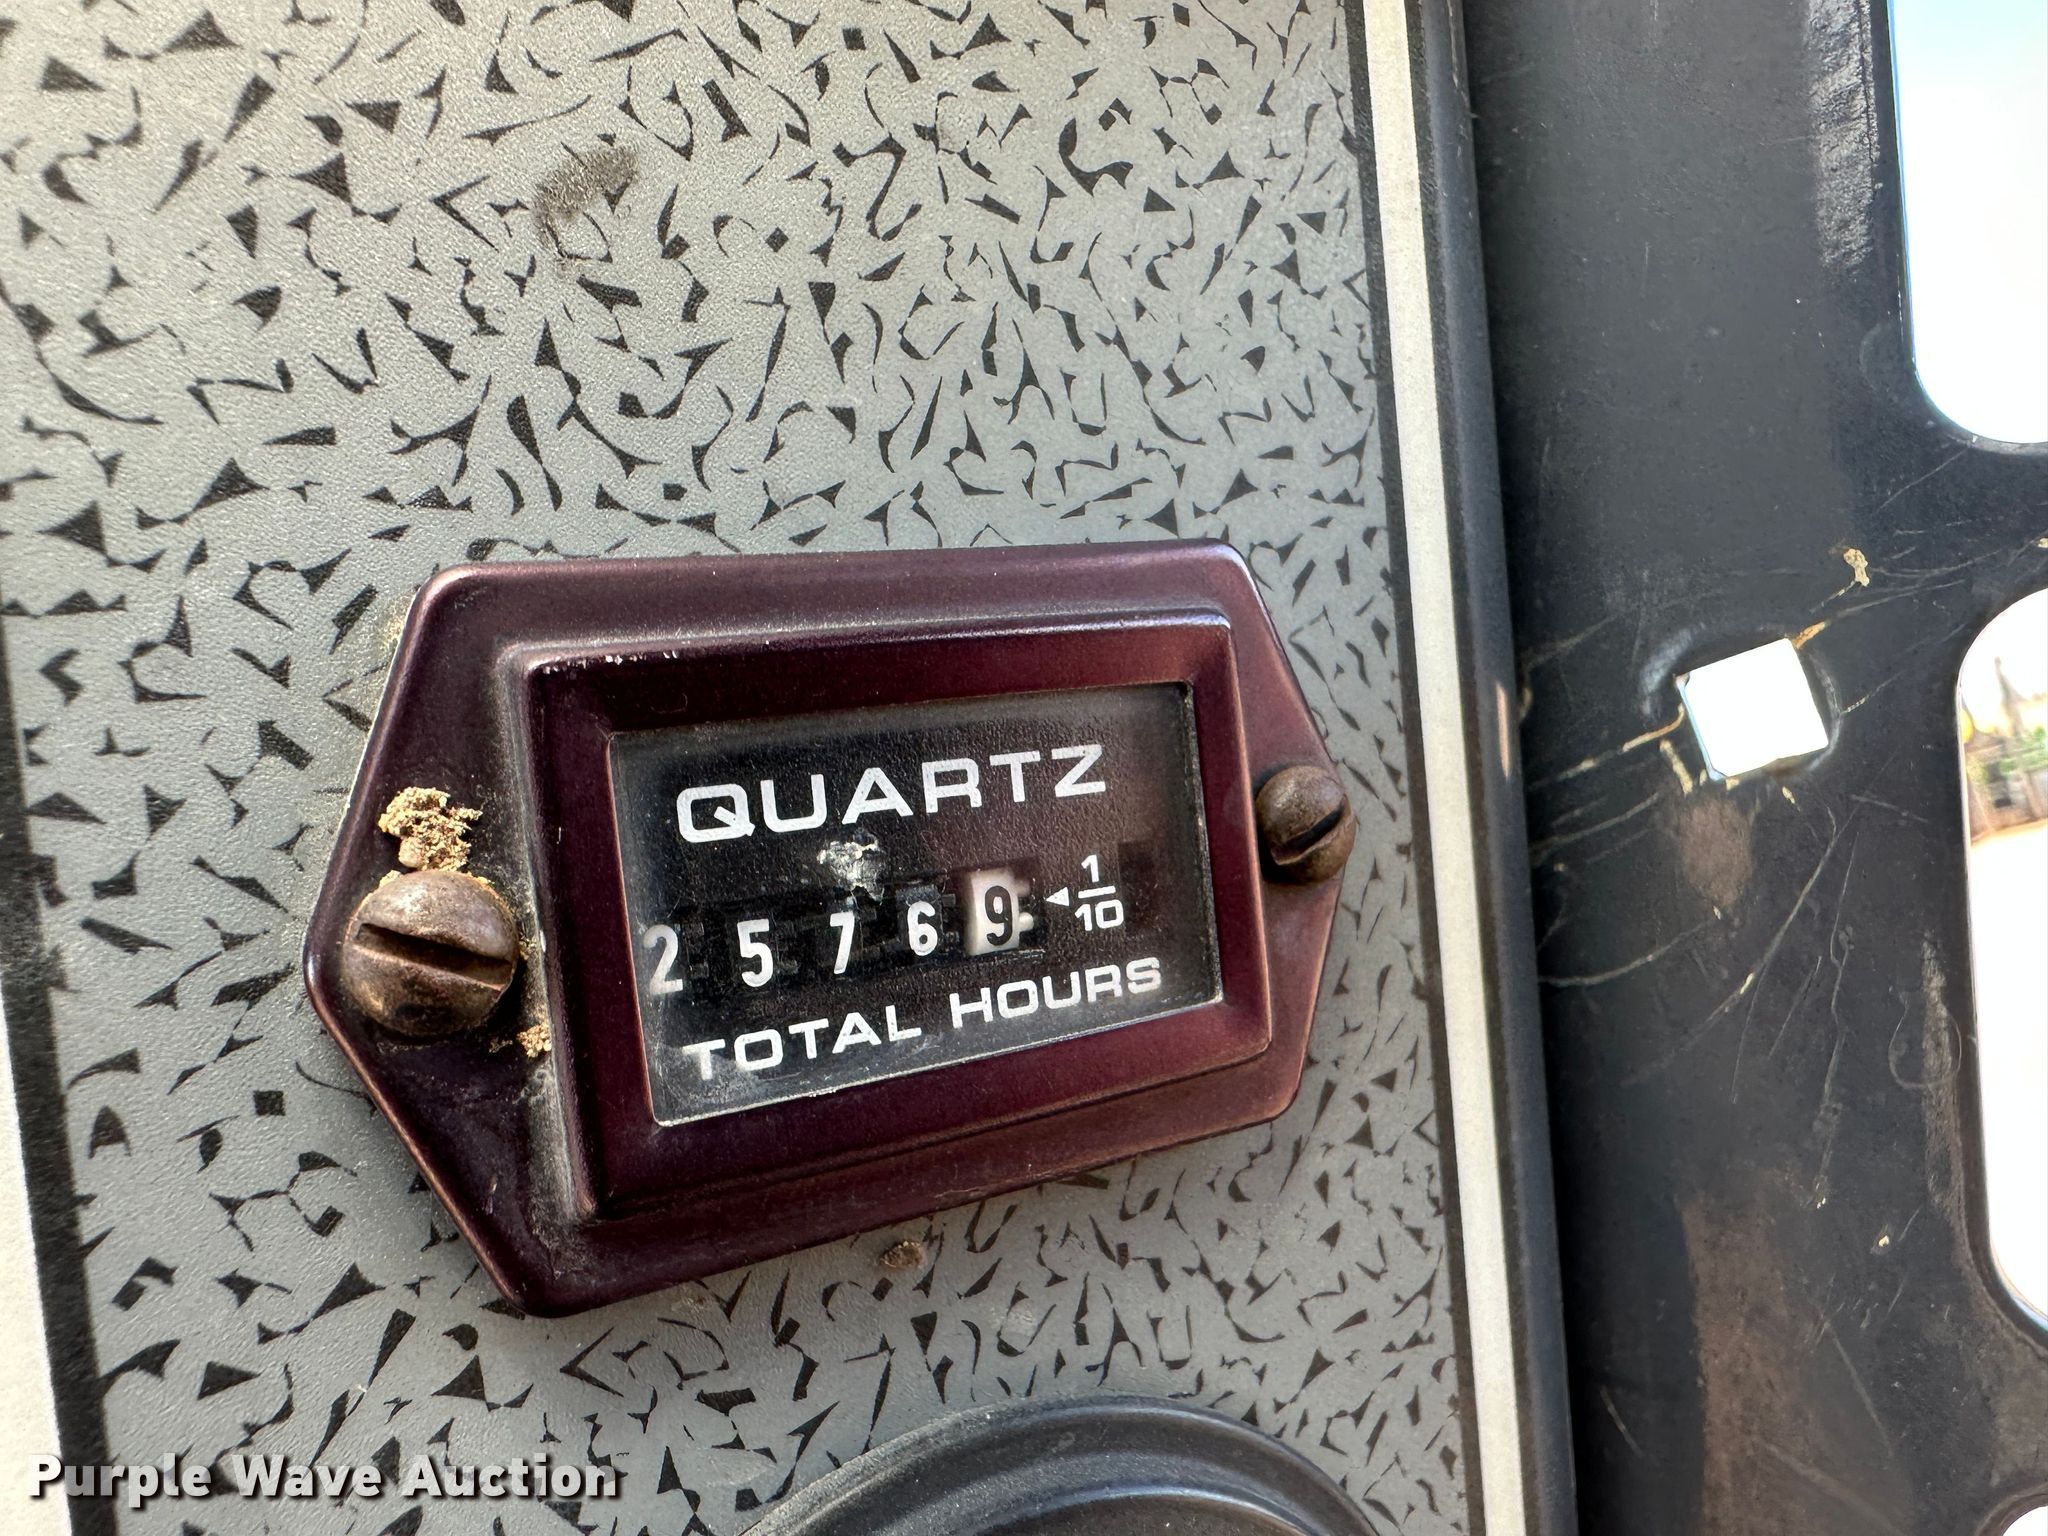 QUARTZ
2 5 7 6 9 ◄ 1/10
TOTAL HOURS
Purple Wave Auction